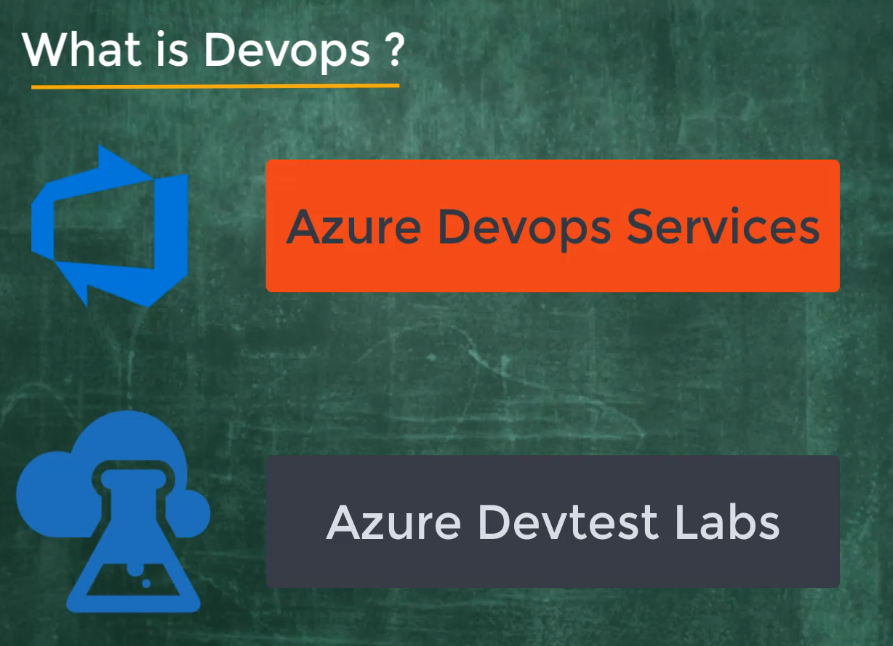 What is Devops ?
Azure Devops Services
Azure Devtest Labs